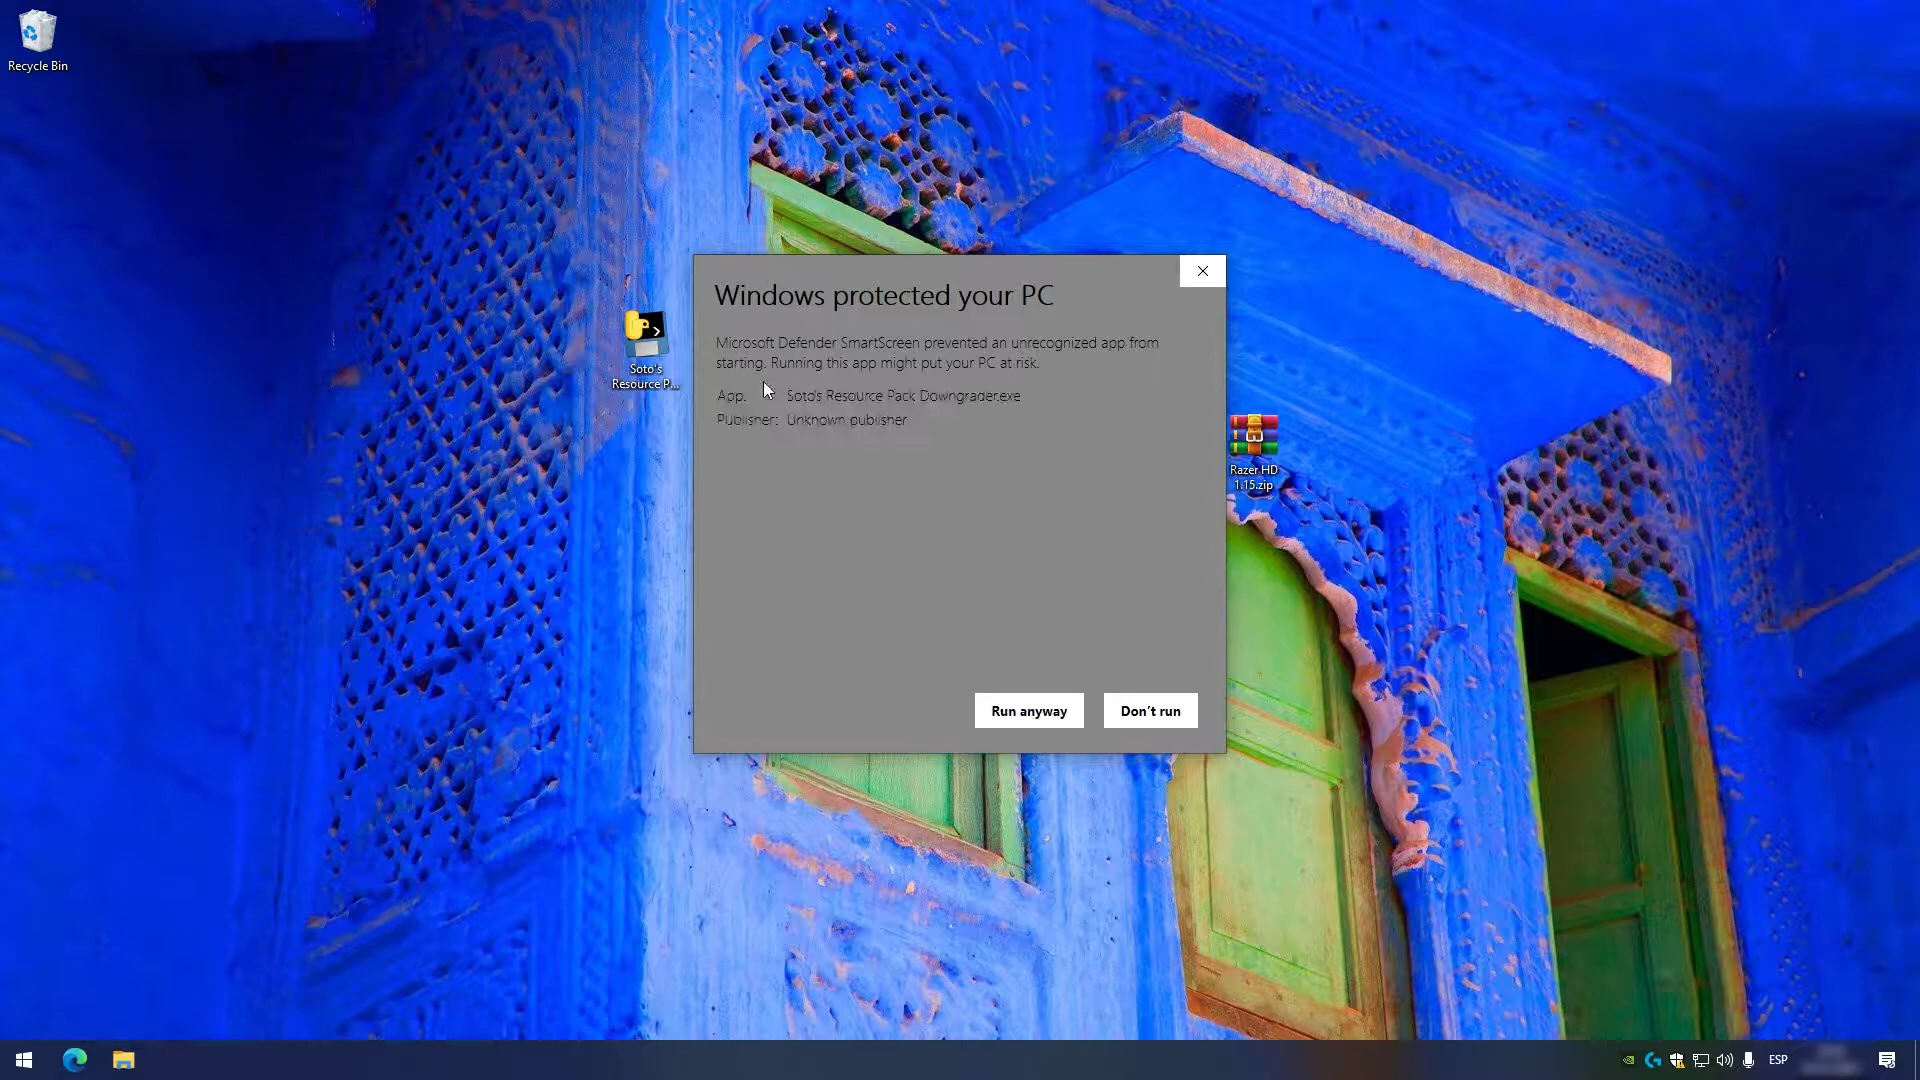 Recycle Bin
Windows protected your PC
Microsoft Defender SmartScreen prevented an unrecognized app from
starting. Running this app might put your PC at risk.
App: Soto's Resource Pack Downgrader.exe
Publisher: Unknown publisher
Soto's
Resource P...
Razer HD
1.15.zip
Run anyway
Don't run
ESP